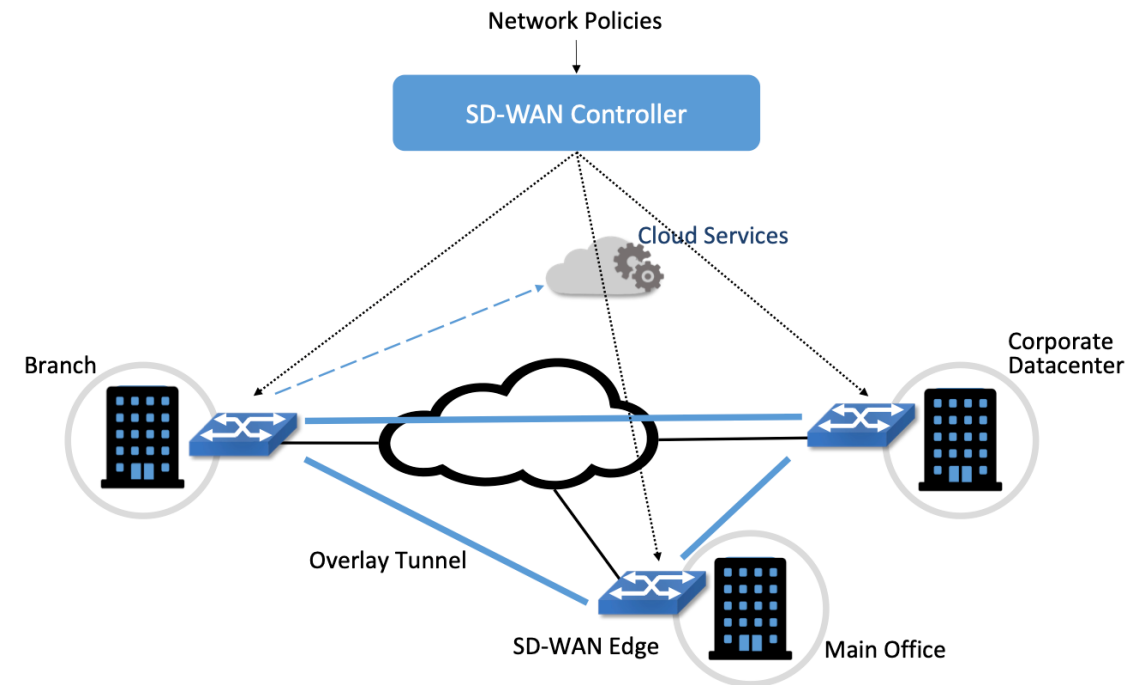 Network Policies
SD-WAN Controller
Cloud Services
Branch
Corporate
Datacenter
Overlay Tunnel
SD-WAN Edge
Main Office